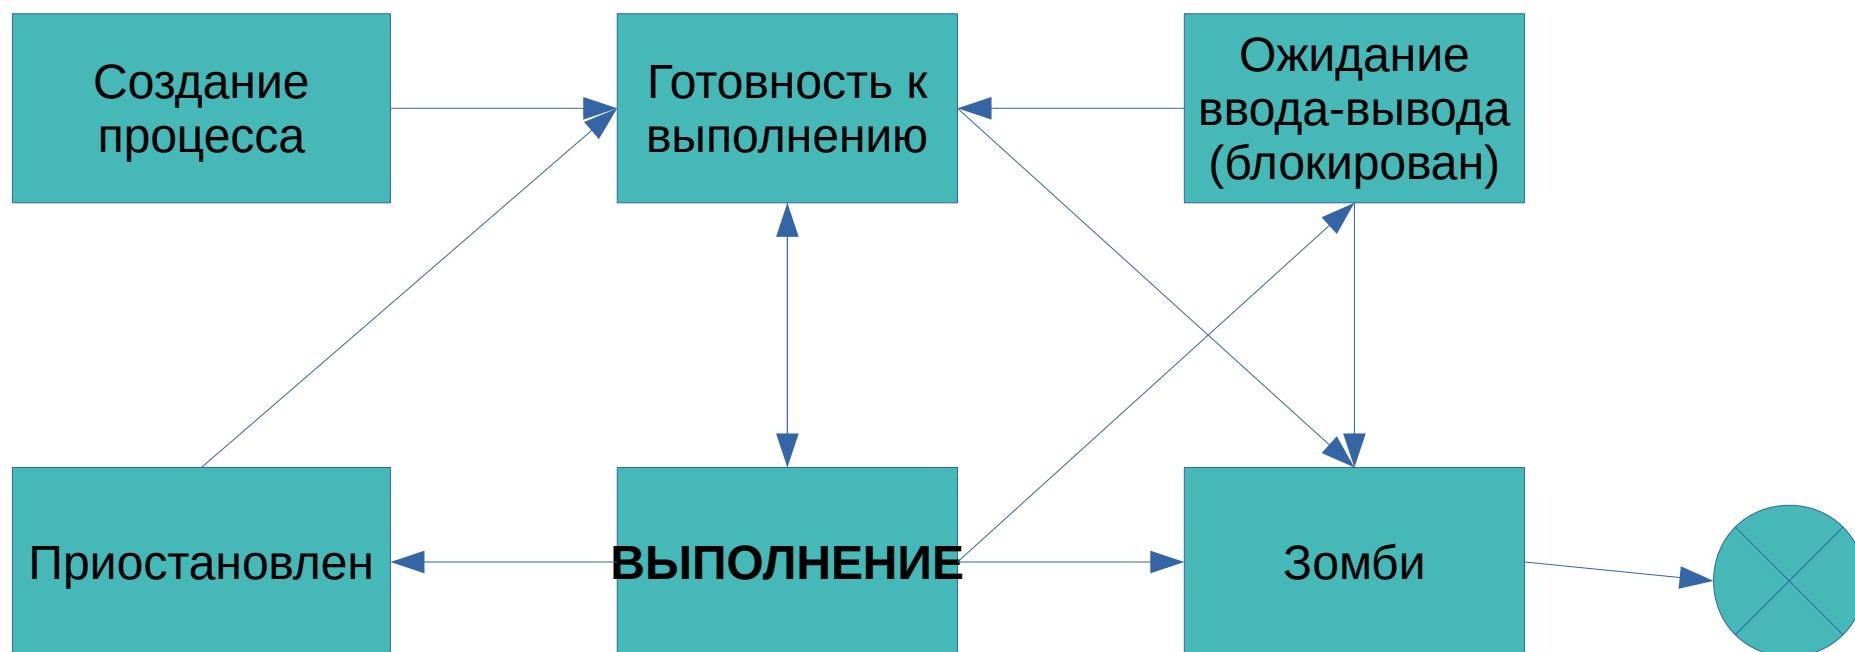 Создание
процесса
Готовность к
выполнению
Ожидание
ввода-вывода
(блокирован)
Приостановлен
ВЫПОЛНЕНИЕ
Зомби